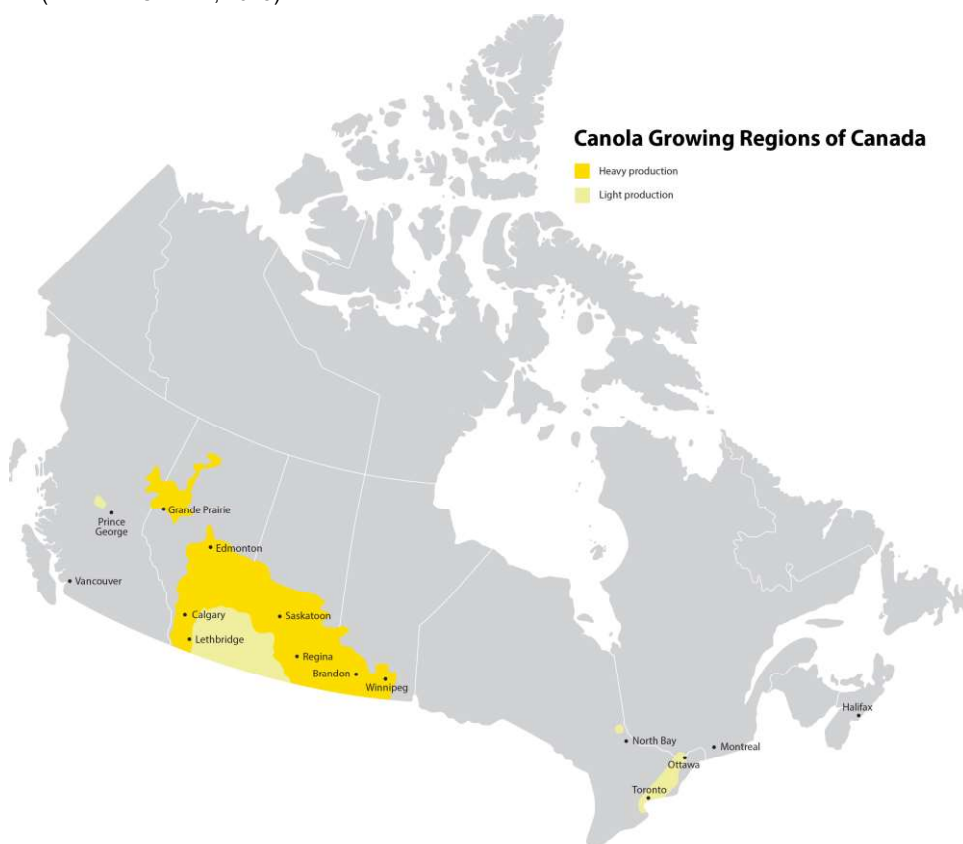 Canola Growing Regions of Canada
Heavy production
Light production
Grande Prairie
Prince
George
Edmonton
Vancouver
Calgary
Saskatoon
Lethbridge
Regina
Brandon
Winnipeg
Halifax
North Bay
Montreal
Ottawa
Toronto